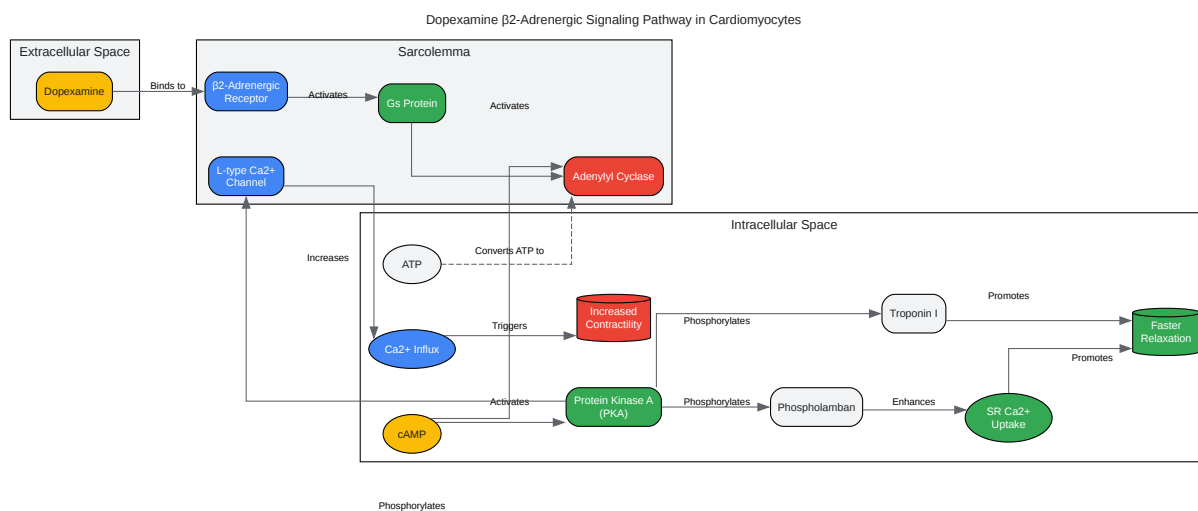 Dopexamine β2-Adrenergic Signaling Pathway in Cardiomyocytes
Extracellular Space
Dopexamine
Binds to
Sarcolemma
β2-Adrenergic
Receptor
Activates
Gs Protein
Activates
L-type Ca2+
Channel
Adenylyl Cyclase
Intracellular Space
Increases
ATP
Converts ATP to
Increased
Contractility
Triggers
Ca2+ Influx
Phosphorylates
Troponin I
Promotes
Faster
Relaxation
Promotes
cAMP
Activates
Protein Kinase A
(PKA)
Phosphorylates
Phospholamban
Enhances
SR Ca2+
Uptake
Phosphorylates